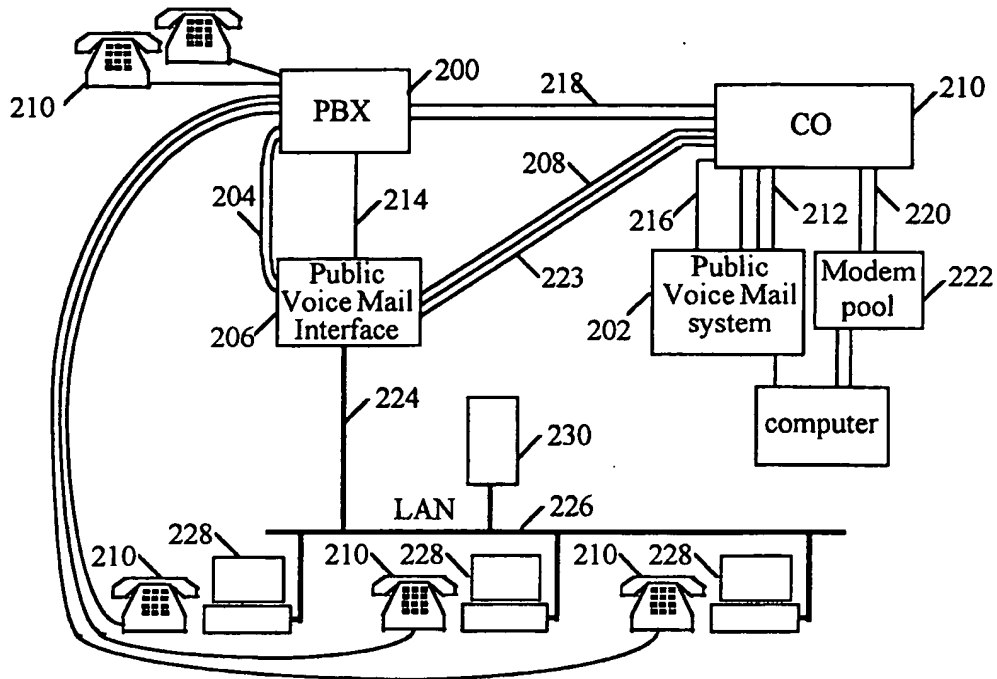 210
200
PBX
218
210
CO
204
214
208
216
212
220
Public
Voice Mail
Interface
206
223
Public
Voice Mail
system
202
Modem
pool
222
224
computer
230
LAN
226
210
228
210
228
210
228